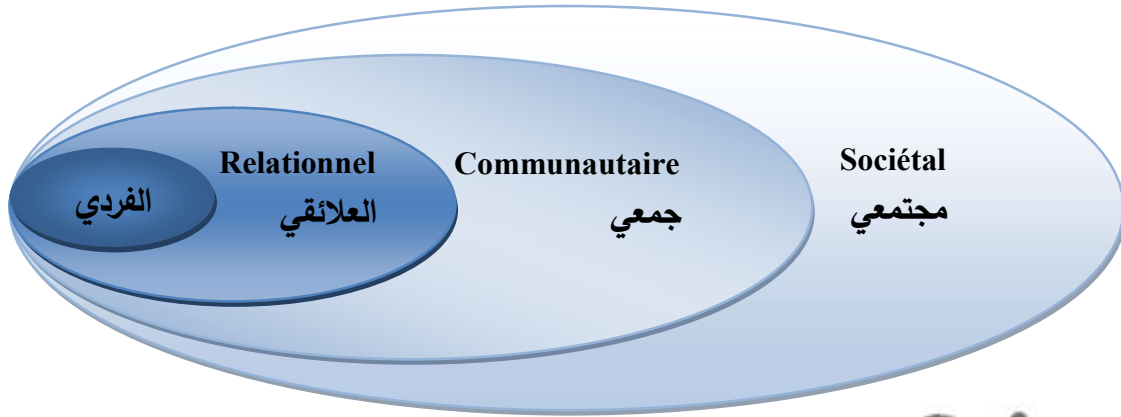 الفردي
Relationnel
العلائقي
Communautaire
جمعي
Sociétal
مجتمعي